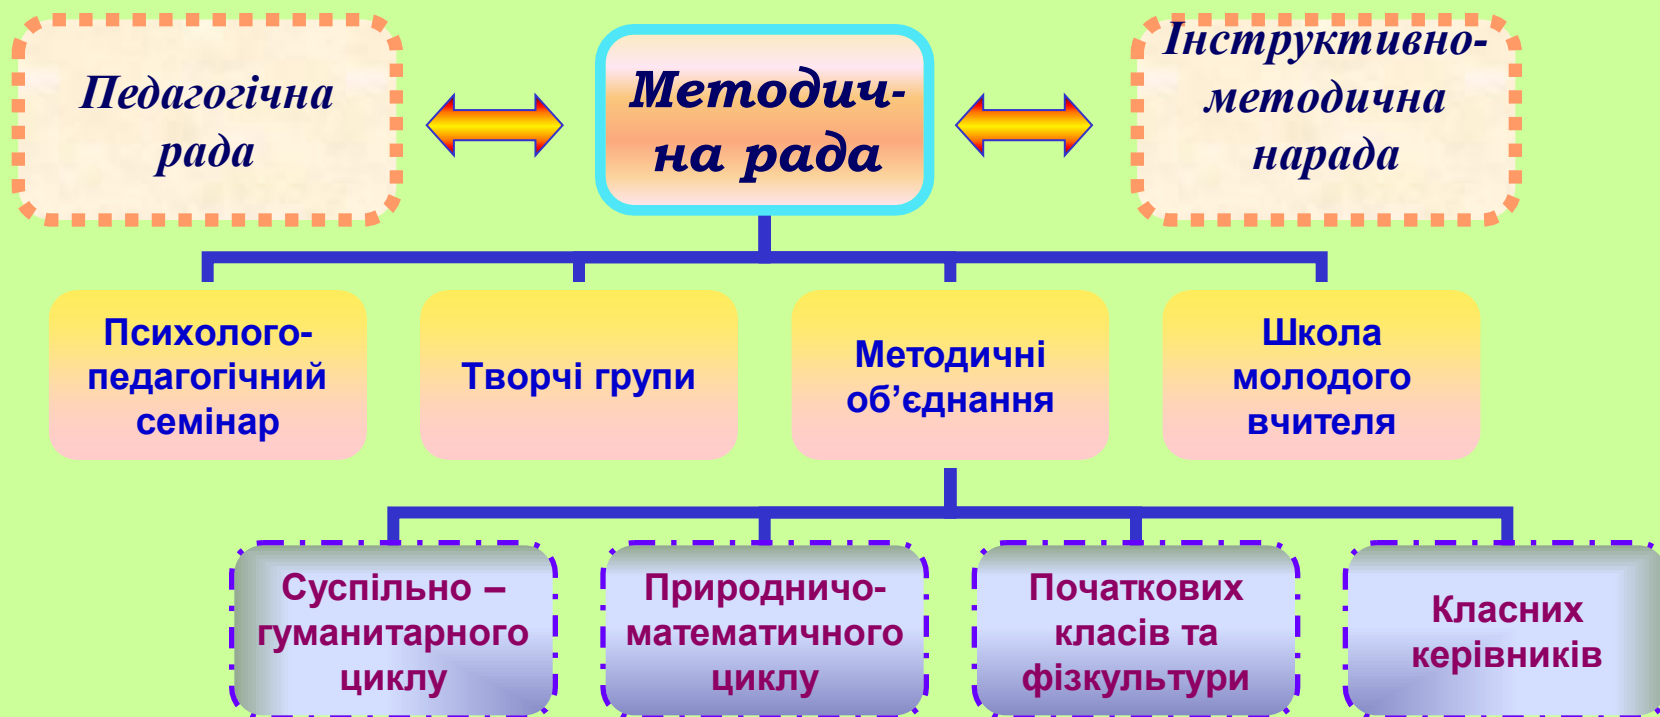 Педагогічна
рада
Методич-
на рада
Інструктивно-
методична
нарада
Психолого-
педагогічний
семінар
Творчі групи
Методичні
об’єднання
Школа
молодого
вчителя
Суспільно –
гуманитарного
циклу
Природничо-
математичного
циклу
Початкових
класів та
фізкультури
Класних
керівників